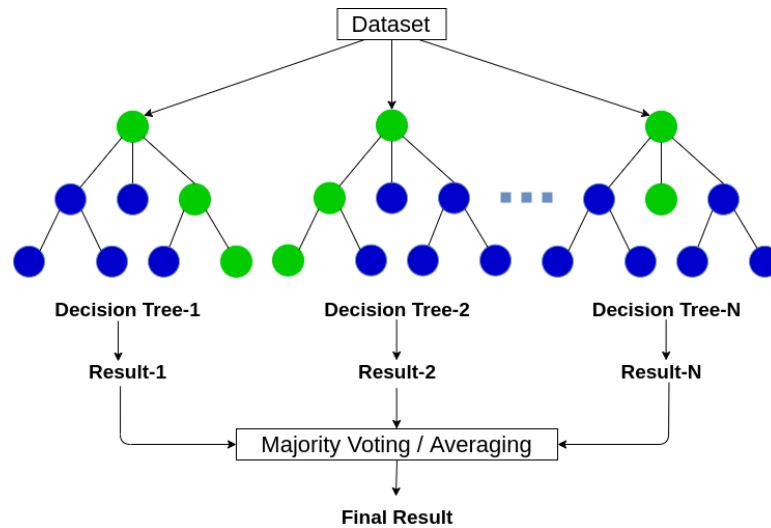 Dataset
Decision Tree-1
Decision Tree-2
Decision Tree-N
Result-1
Result-2
Result-N
Majority Voting / Averaging
Final Result